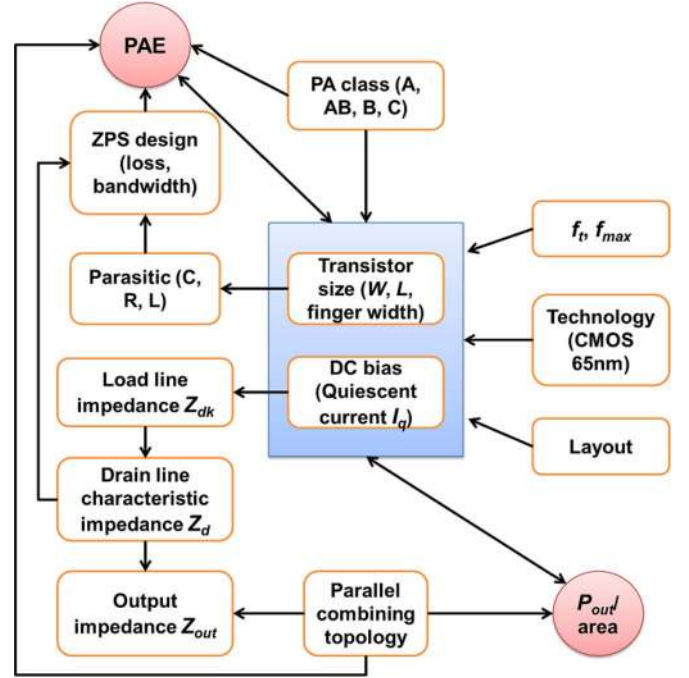 PAE
PA class (A,
AB, B, C)
ZPS design
(loss,
bandwidth)
f_t, f_max
Parasitic (C,
R, L)
Transistor
size (W, L,
finger width)
Technology
(CMOS
65nm)
Load line
impedance Z_dk
DC bias
(Quiescent
current I_q)
Layout
Drain line
characteristic
impedance Z_d
Output
impedance Z_out
Parallel
combining
topology
P_out/
area